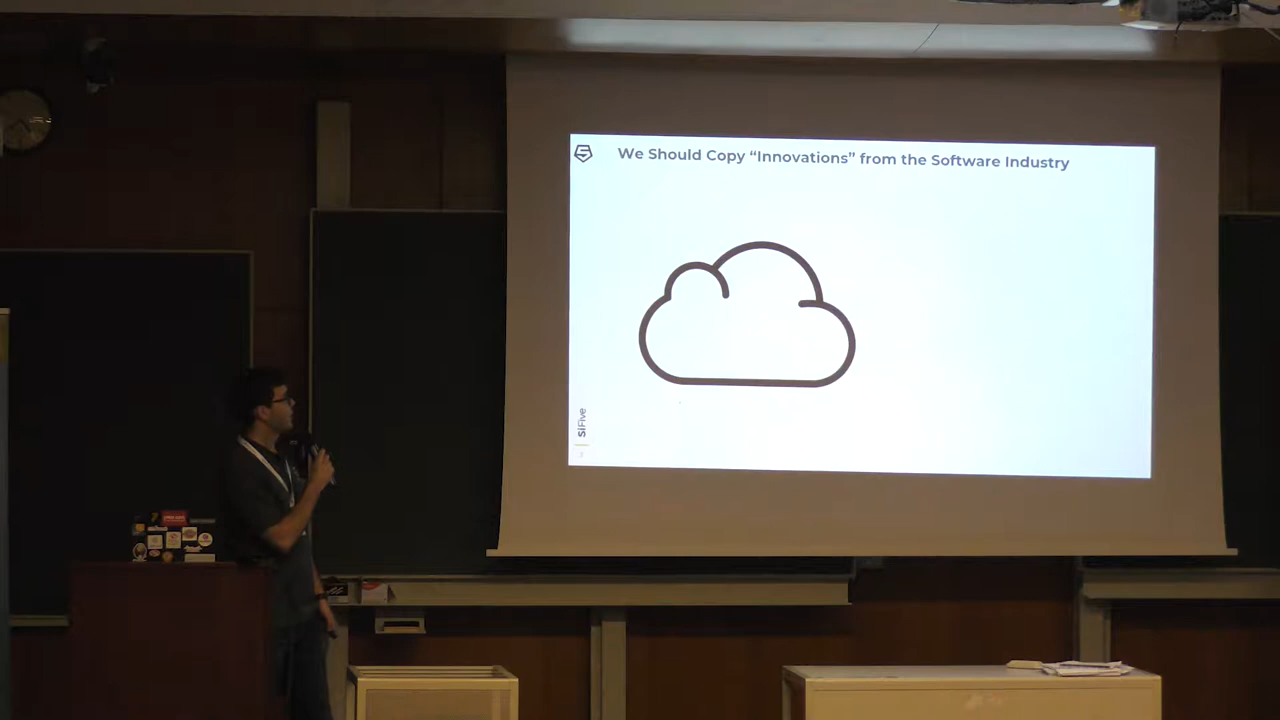 We Should Copy “Innovations” from the Software Industry
SiFive